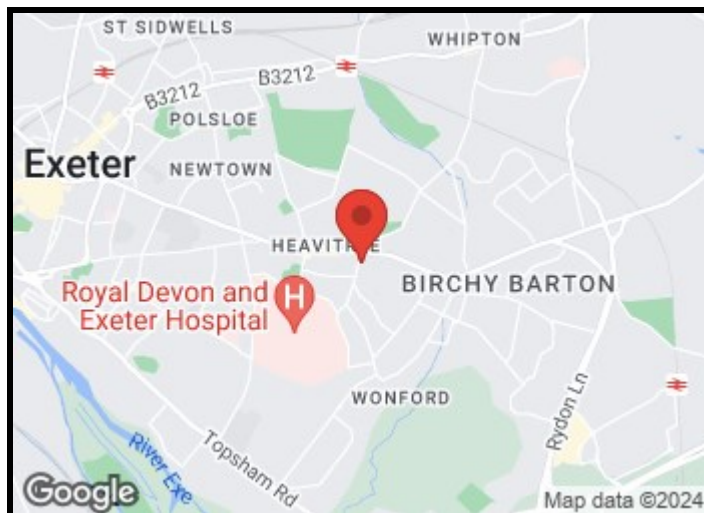 ST SIDWELLS
WHIPTON
B3212
B3212
POLSLOE
Exeter
NEWTOWN
HEAVITREE
BIRCHY BARTON
Royal Devon and
Exeter Hospital
H
WONFORD
Rydon Ln
Topsham Rd
River Exe
Google
Map data ©2024